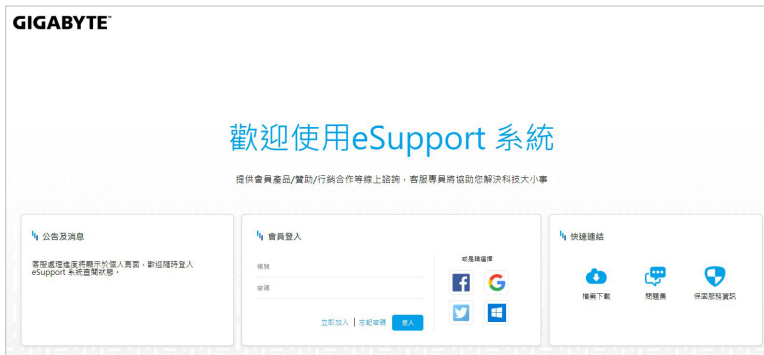 GIGABYTE™
歡迎使用eSupport 系統
提供會員產品/贊助/行銷合作等線上諮詢，客服專員將協助您解決科技大小事
公告及消息
客服處理進度將顯示於個人頁面，歡迎隨時登入
eSupport 系統查閱狀態。
會員登入
帳號
密碼
立即加入 | 忘記密碼 登入
或是請選擇
快速連結
檔案下載 問題集 保固服務資訊